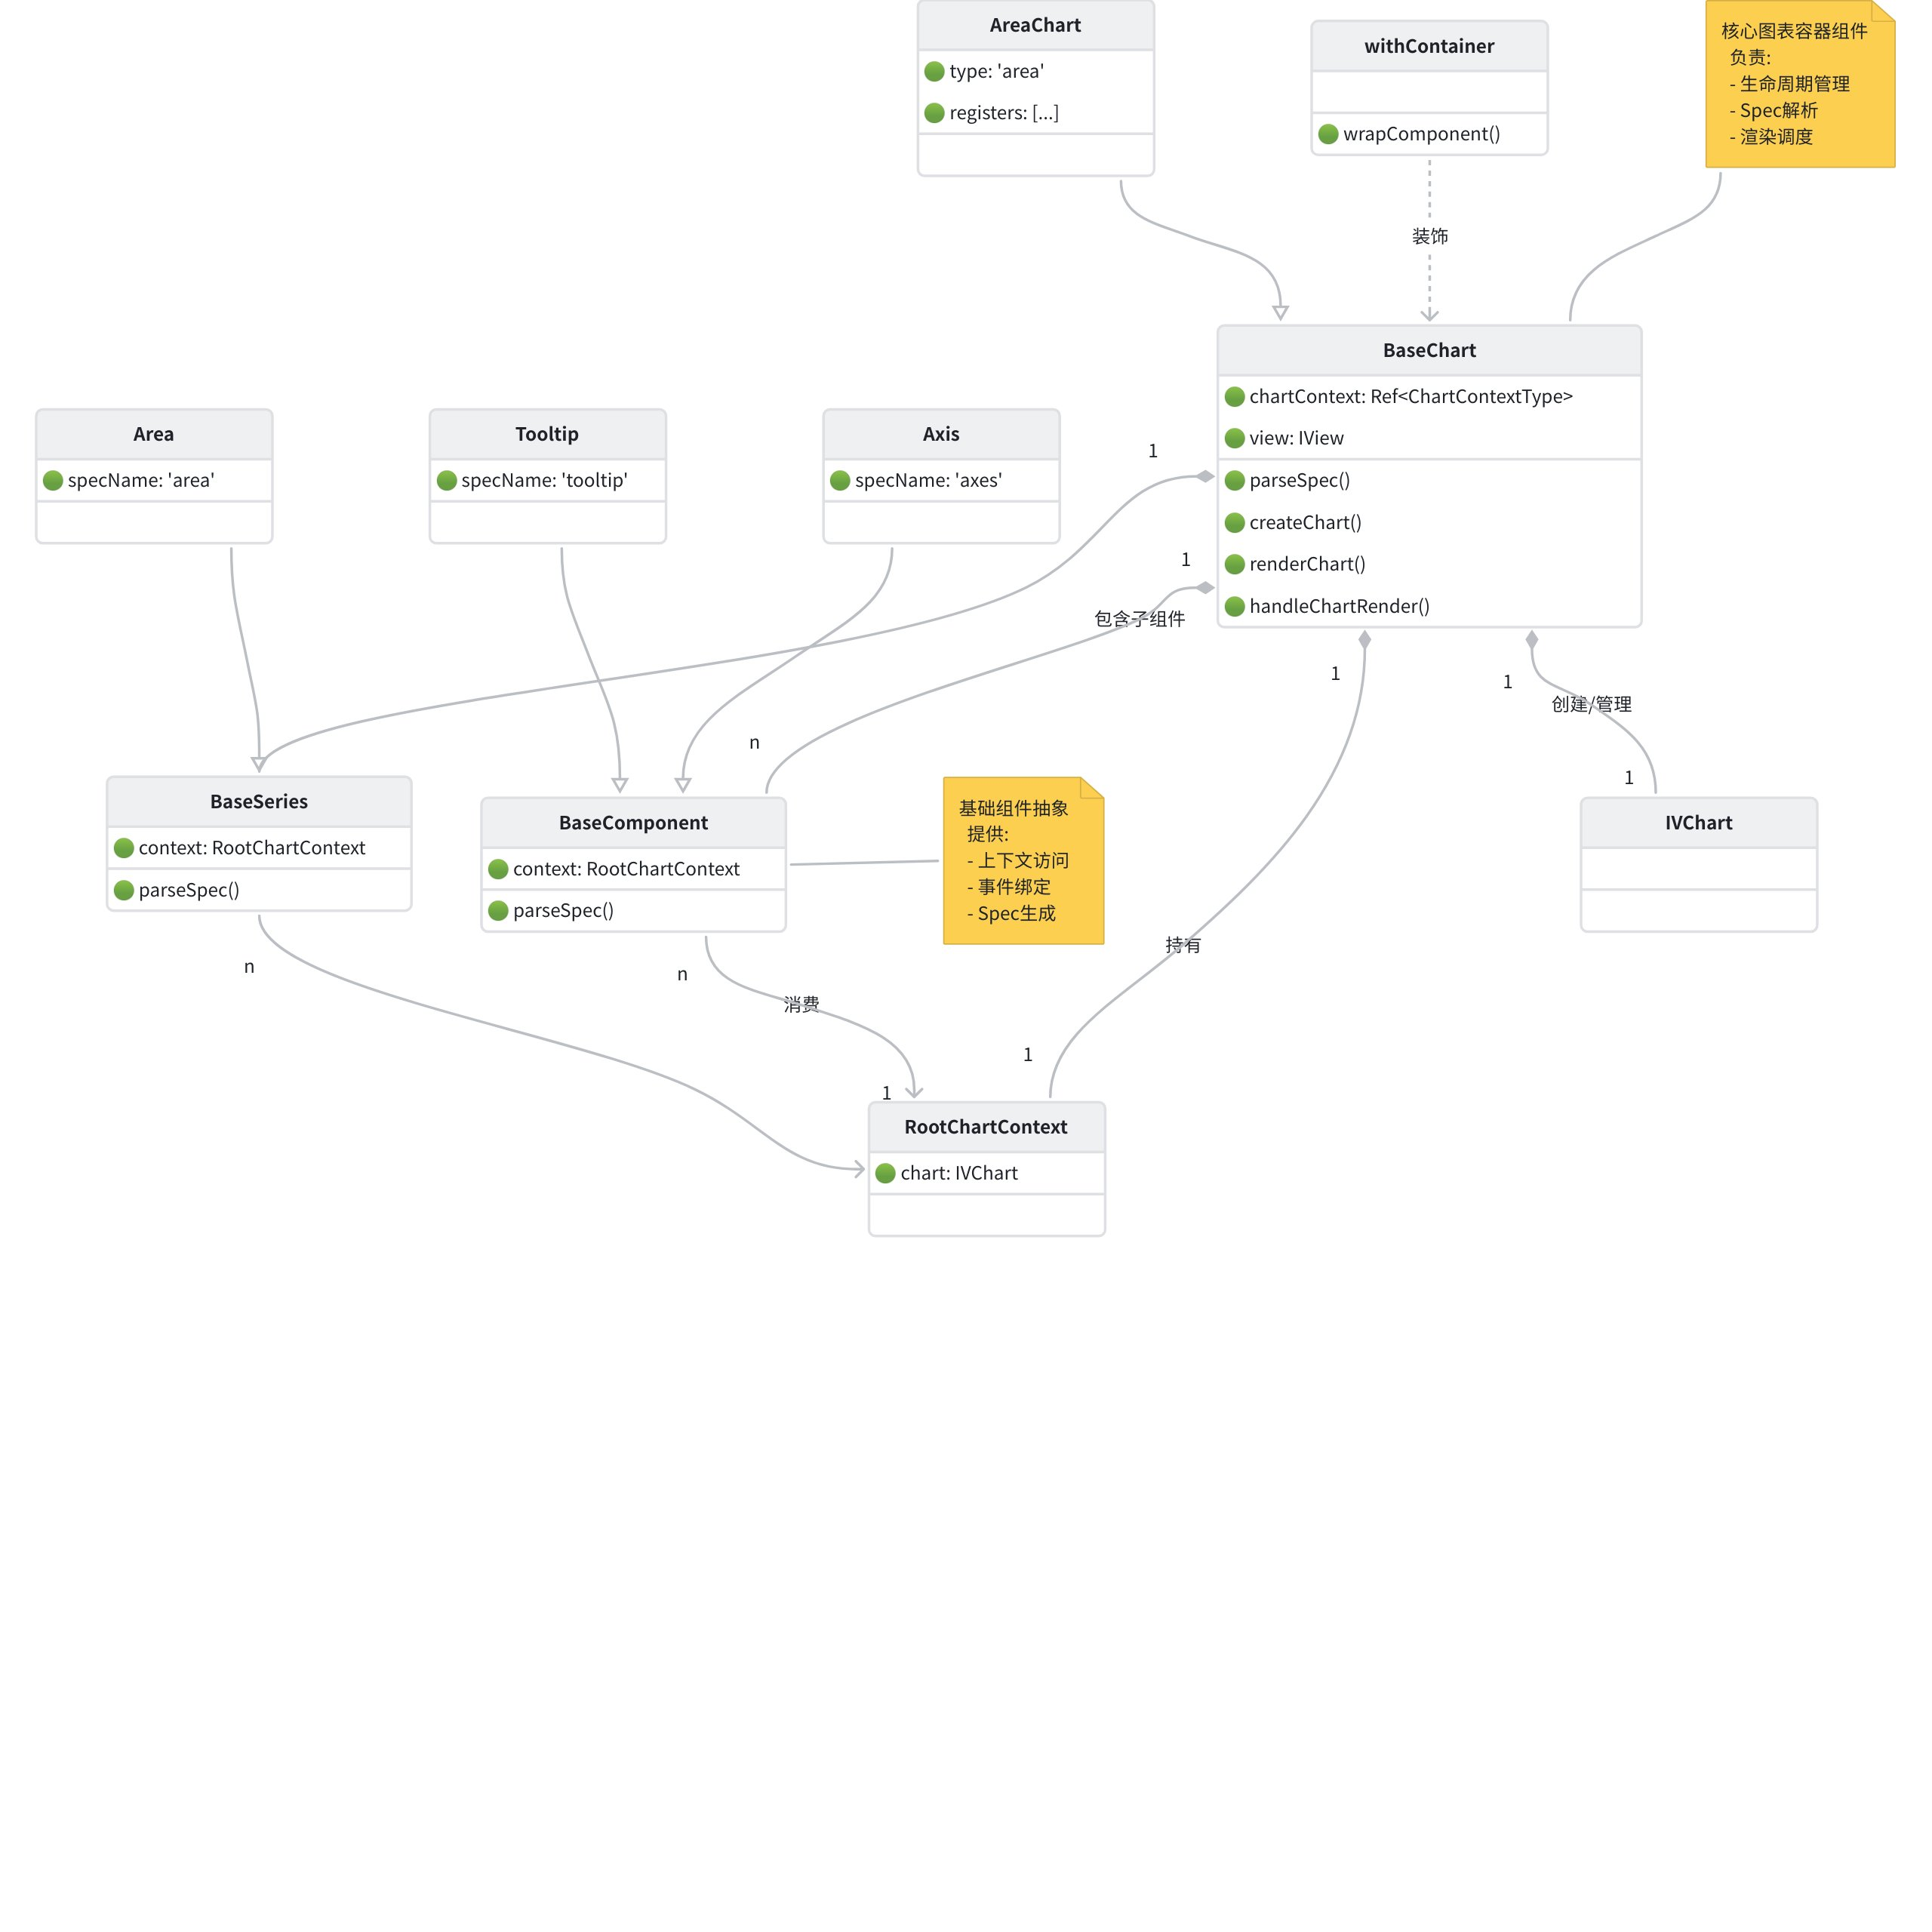 AreaChart
type: 'area'
registers: [...]
withContainer
wrapComponent()
核心图表容器组件
负责:
- 生命周期管理
- Spec解析
- 渲染调度
装饰
BaseChart
chartContext: Ref<ChartContextType>
view: IView
parseSpec()
createChart()
renderChart()
handleChartRender()
Area
specName: 'area'
Tooltip
specName: 'tooltip'
Axis
specName: 'axes'
1
1
包含子组件
1
1
创建/管理
n
1
BaseSeries
context: RootChartContext
parseSpec()
BaseComponent
context: RootChartContext
parseSpec()
基础组件抽象
提供:
- 上下文访问
- 事件绑定
- Spec生成
IVChart
持有
n
n
消费
1
1
RootChartContext
chart: IVChart